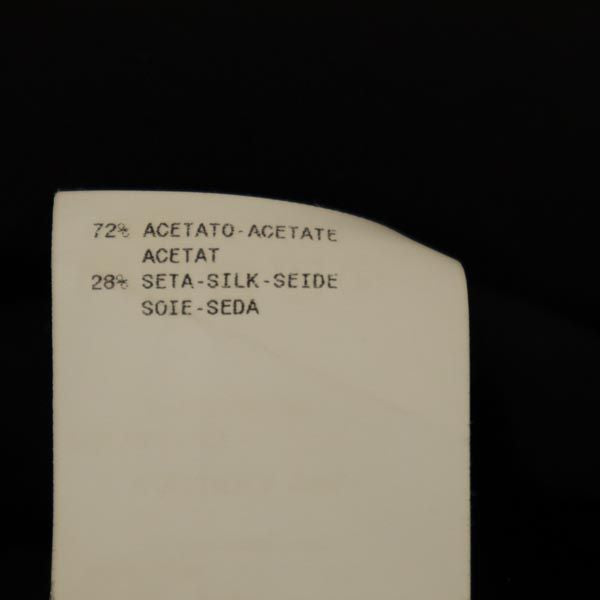 72% ACETATO-ACETATE
ACETAT
28% SETA-SILK-SEIDE
SOIE-SEDA